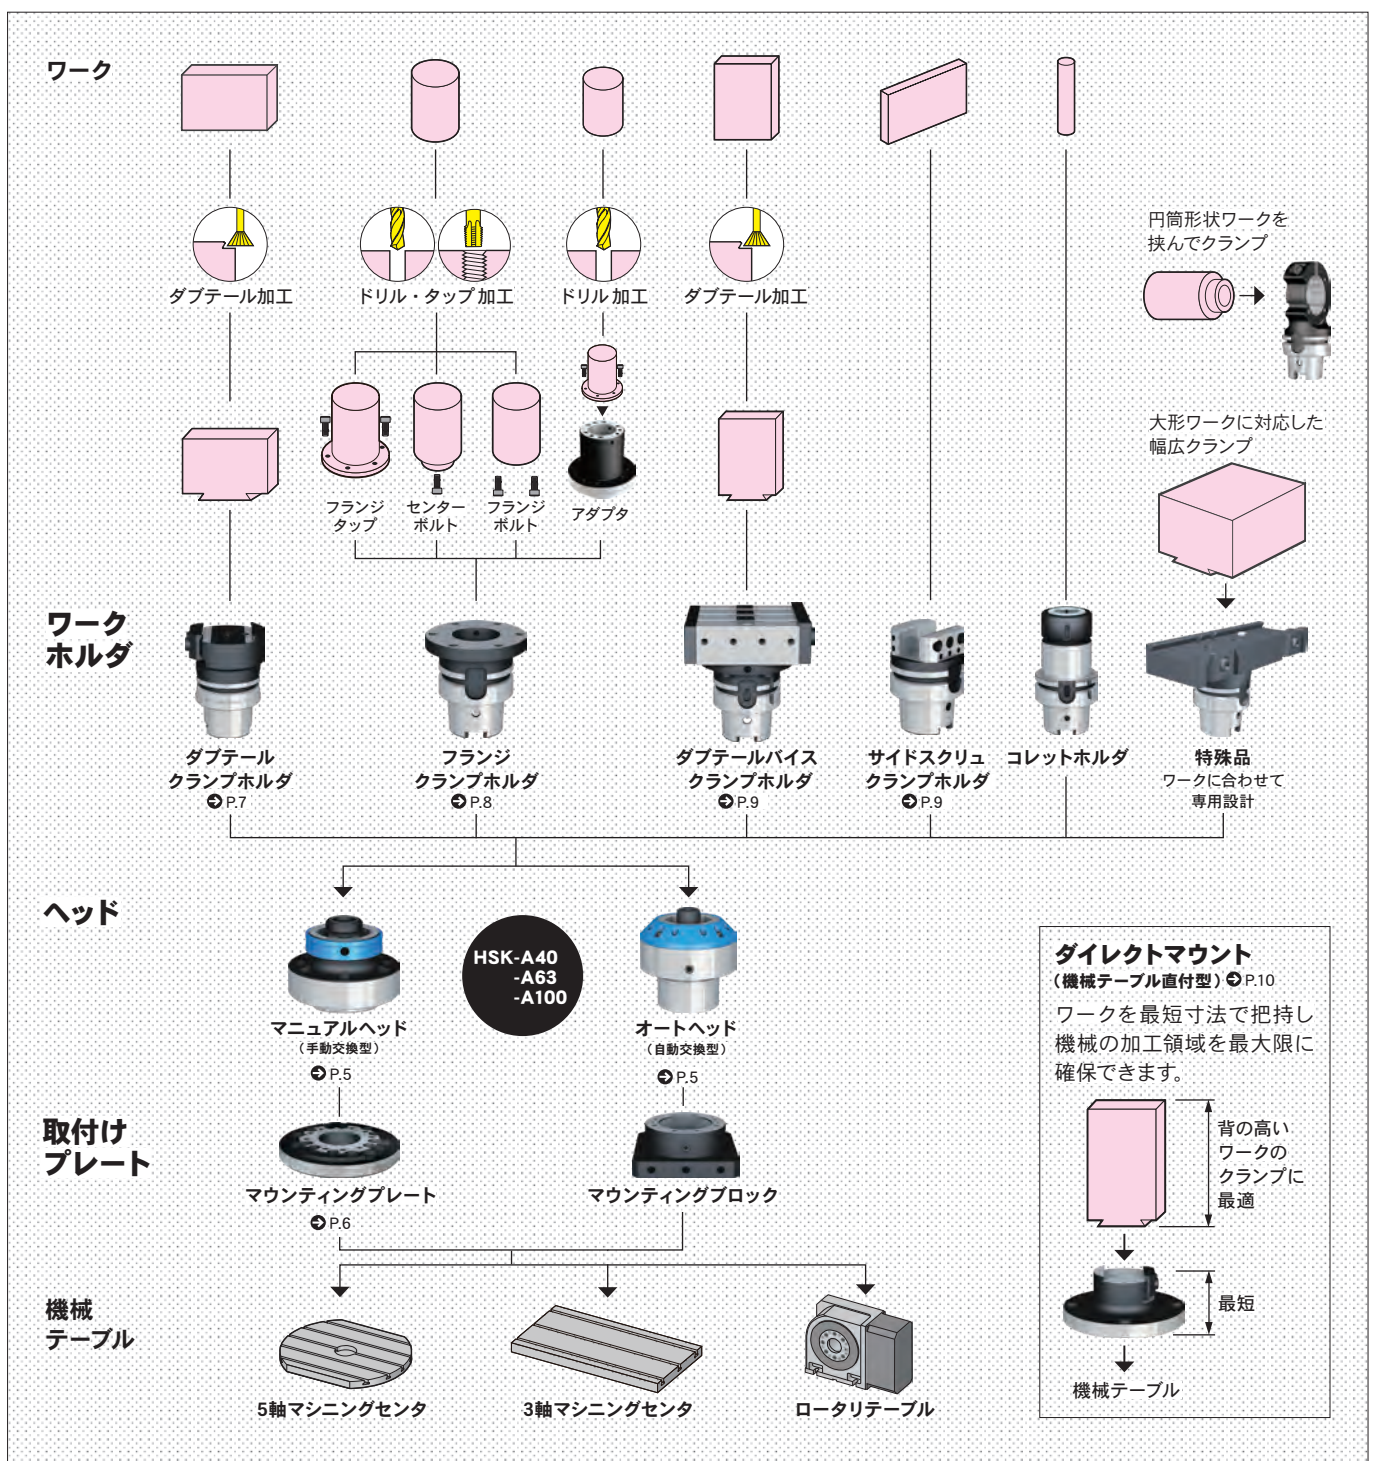 ワーク
円筒形状ワークを
挟んでクランプ
ダブテール加工
ドリル・タップ加工
ドリル加工
ダブテール加工
大形ワークに対応した
幅広クランプ
フランジ
タップ
センター
ボルト
フランジ
ボルト
アダプタ
ワーク
ホルダ
ダブテール
クランプホルダ
P.7
フランジ
クランプホルダ
P.8
ダブテールバイス
クランプホルダ
P.9
サイドスクリュ
クランプホルダ
P.9
コレットホルダ
特殊品
ワークに合わせて
専用設計
ヘッド
HSK-A40
-A63
-A100
マニュアルヘッド
(手動交換型)
P.5
オートヘッド
(自動交換型)
P.5
取付け
プレート
マウンティングプレート
P.6
マウンティングブロック
機械
テーブル
5軸マシニングセンタ
3軸マシニングセンタ
ロータリテーブル
ダイレクトマウント
(機械テーブル直付型) P.10
ワークを最短寸法で把持し
機械の加工領域を最大限に
確保できます。
背の高い
ワークの
クランプに
最適
最短
機械テーブル